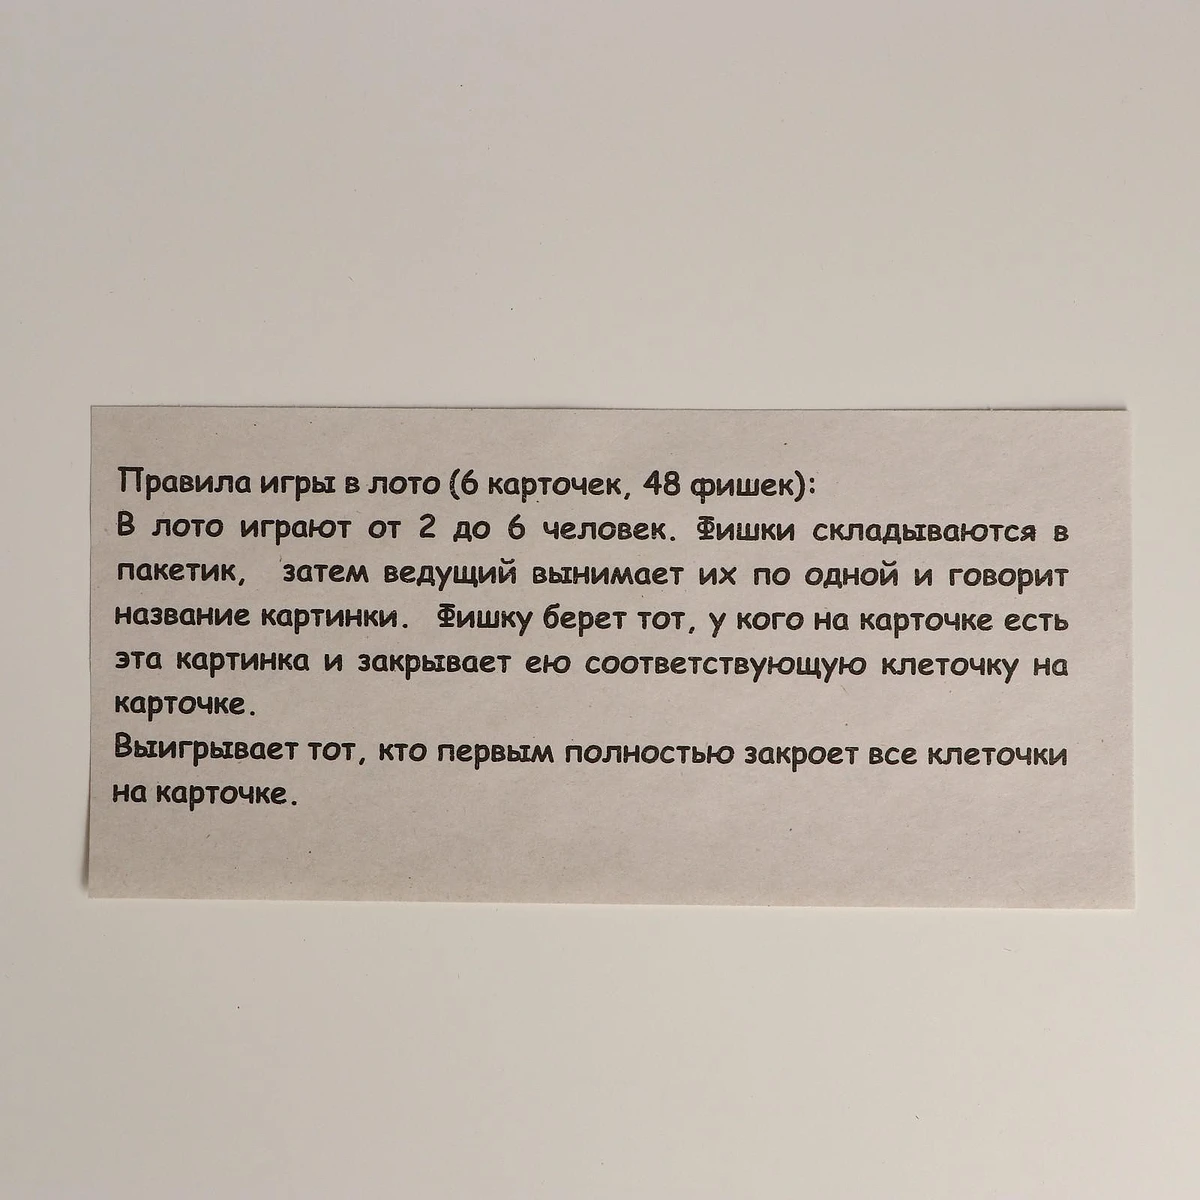 Правила игры в лото (6 карточек, 48 фишек):
В лото играют от 2 до 6 человек. Фишки складываются в
пакетик, затем ведущий вынимает их по одной и говорит
название картинки. Фишку берет тот, у кого на карточке есть
эта картинка и закрывает ею соответствующую клеточку на
карточке.
Выигрывает тот, кто первым полностью закроет все клеточки
на карточке.